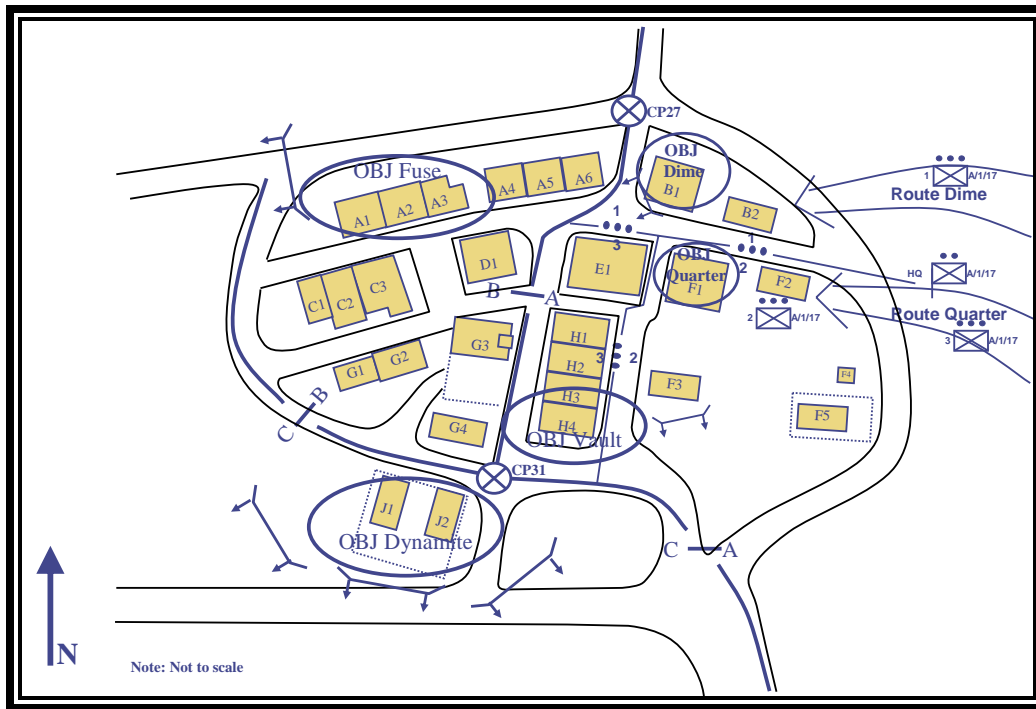 CP27
OBJ
Dime
B1
B2
OBJ Fuse
A1
A2
A3
A4
A5
A6
1
A/1/17
Route Dime
1
3
1
2
D1
E1
OBJ
Quarter
F1
F2
HQ
A/1/17
B
A
2
A/1/17
Route Quarter
3
A/1/17
C1
C2
C3
G1
G2
G3
H1
H2
H3
H4
3
2
F3
F4
F5
G4
OBJ Vault
B
C
CP31
J1
J2
OBJ Dynamite
C
A
N
Note: Not to scale